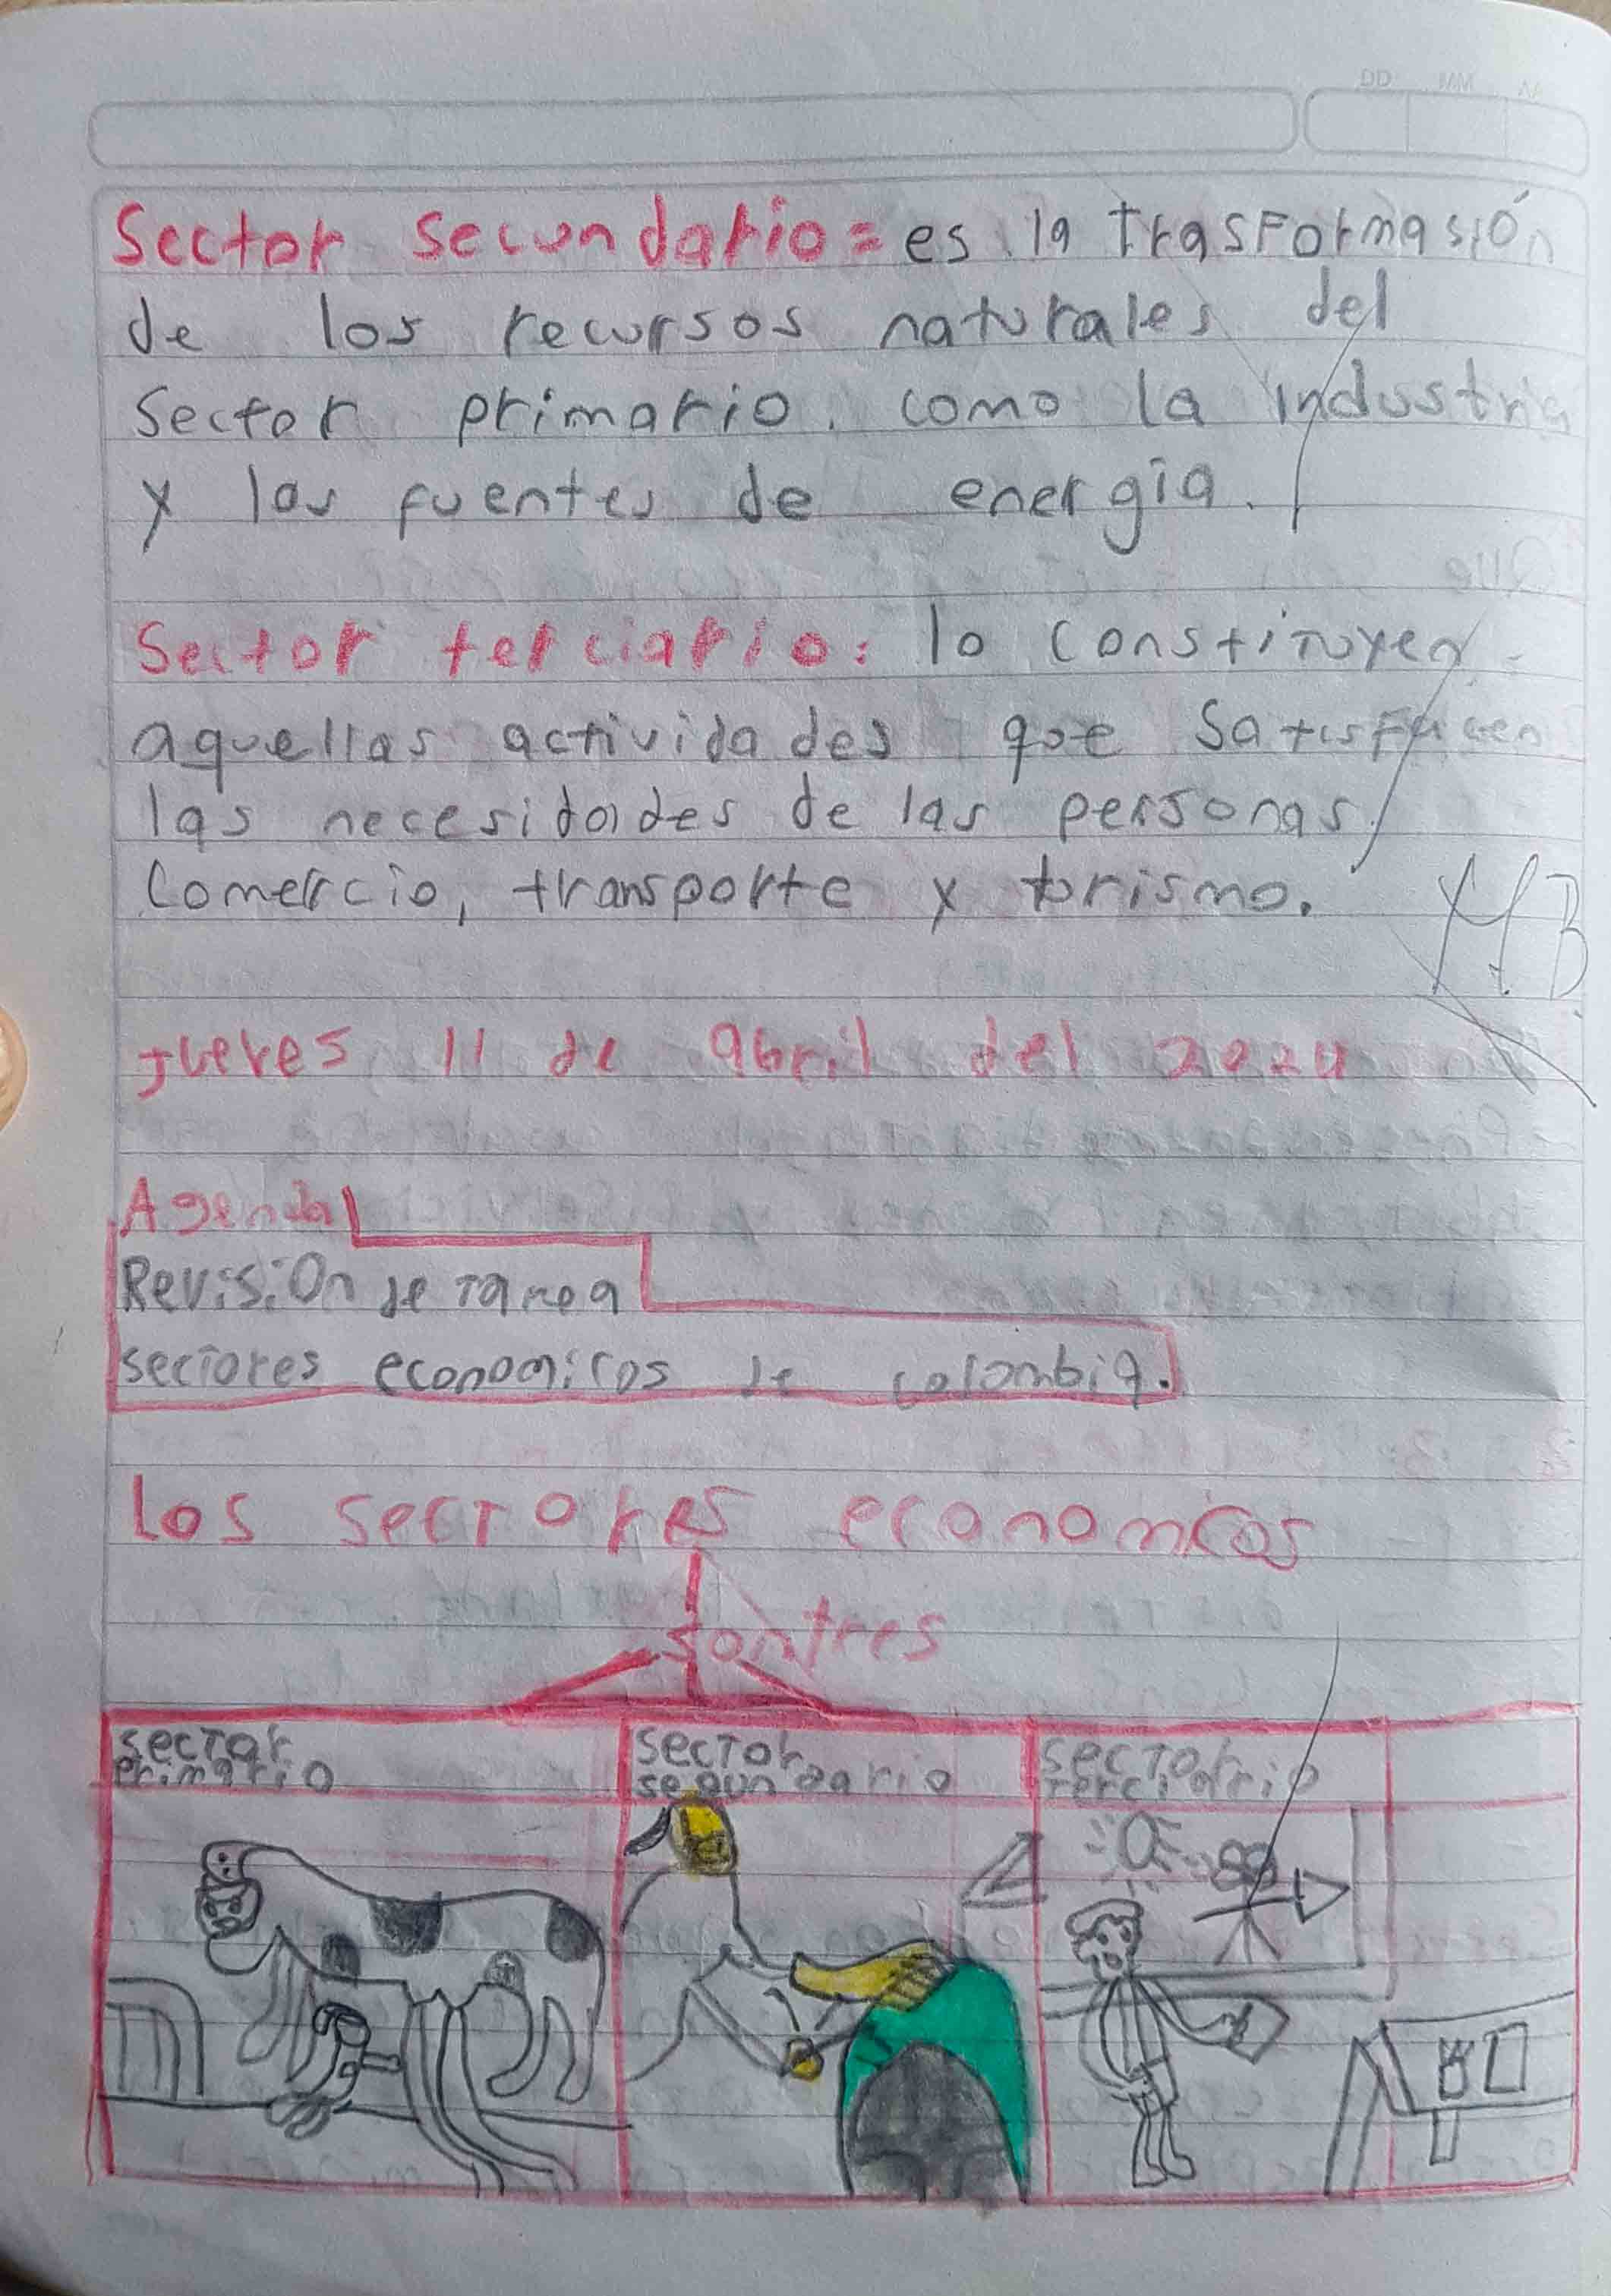 DD MM AA
Sector secundario= es la trasformasión
de los recursos naturales del
Sector primario. como la industria
y las fuentes de energia.
Sector terciario: lo constituyen
aquellas actividades que Satisfacen
las necesidades de las personas.
Comercio, transporte y torismo.
M.B
jueves 11 de abril del 2024
Agenda
Revision de tarea
sectores economicos de colombia.
los sectores economicos
son tres
sector primario
sector segundario
sector terciario